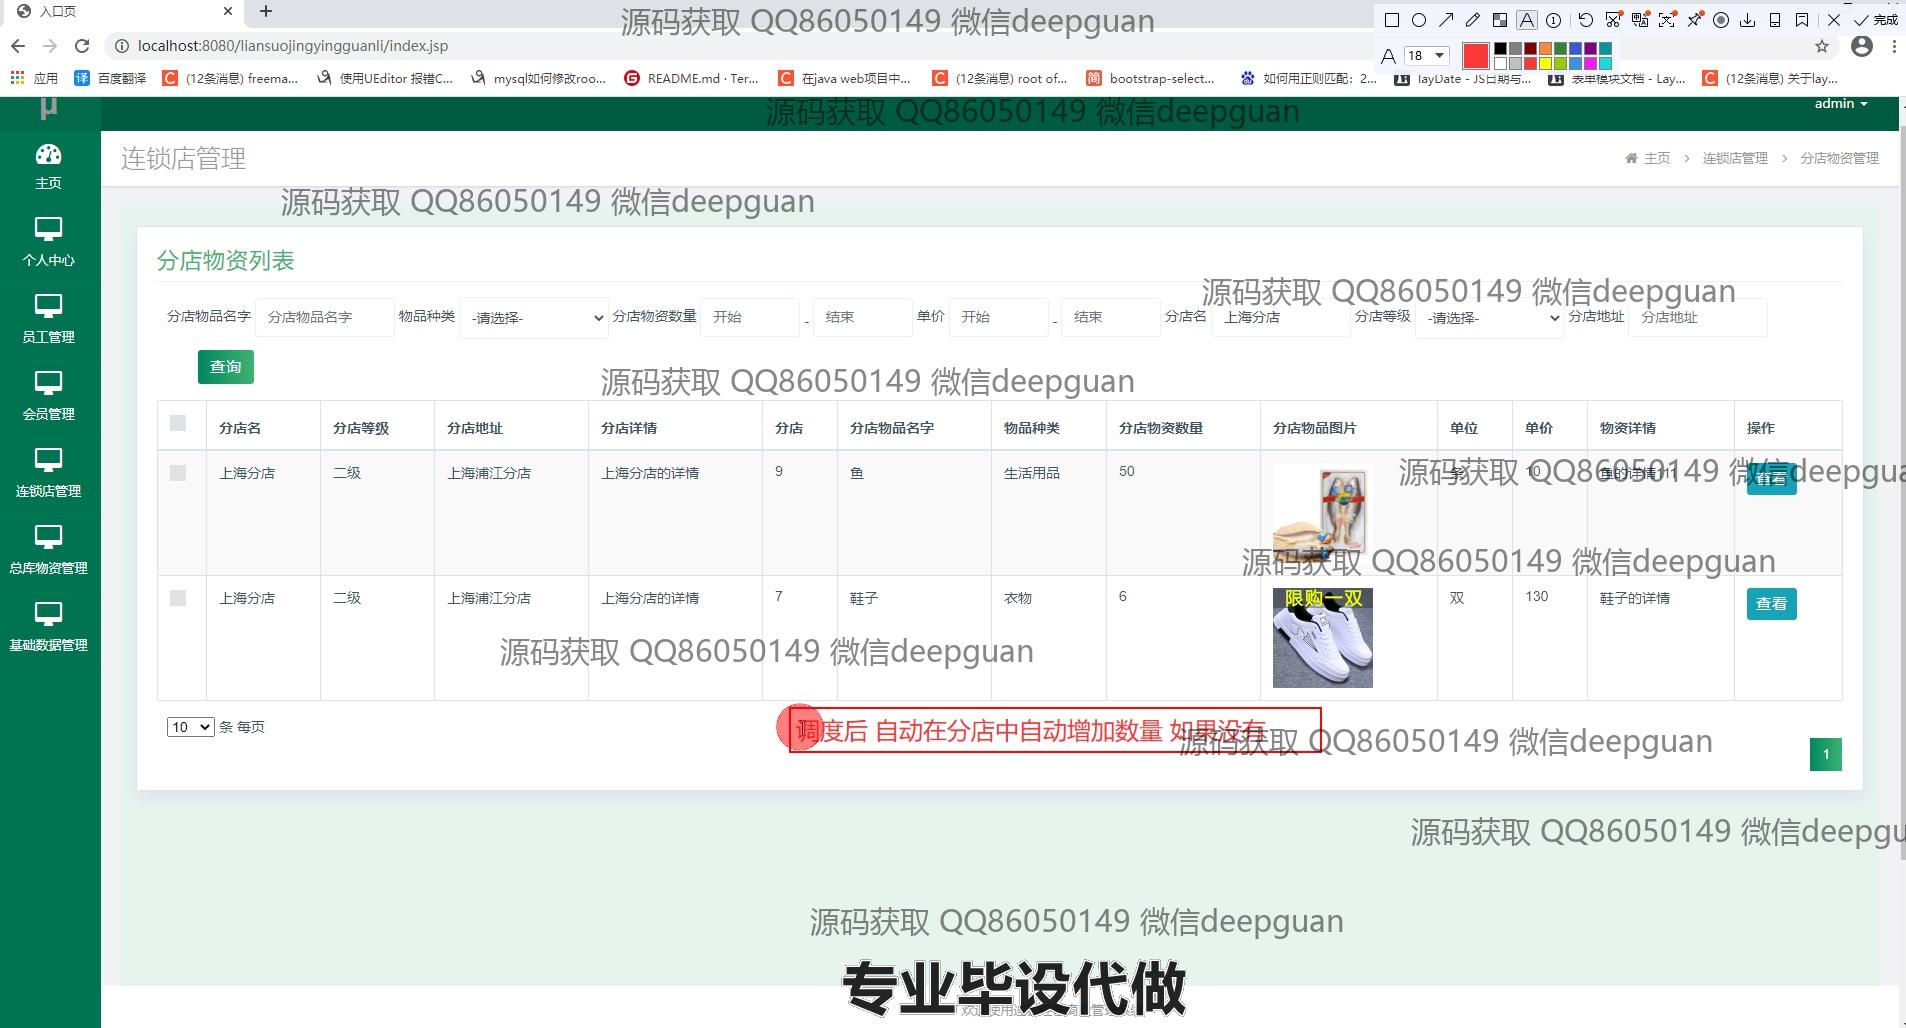 入口页
源码获取 QQ86050149 微信deepguan
完成
localhost:8080/liansuojingyingguanli/index.jsp
18
应用
百度翻译
(12条消息) freema...
使用UEditor 报错C...
mysql如何修改roo...
README.md · Ter...
在java web项目中...
(12条消息) root of...
bootstrap-select...
如何用正则匹配：2...
layDate - JS日期与...
表单模块文档 - Lay...
(12条消息) 关于lay...
μ
源码获取 QQ86050149 微信deepguan
admin
主页
连锁店管理
主页 > 连锁店管理 > 分店物资管理
源码获取 QQ86050149 微信deepguan
个人中心
分店物资列表
源码获取 QQ86050149 微信deepguan
分店物品名字 分店物品名字 物品种类 -请选择- 分店物资数量 开始 - 结束 单价 开始 - 结束 分店名 上海分店 分店等级 -请选择- 分店地址 分店地址
员工管理
查询
源码获取 QQ86050149 微信deepguan
会员管理
分店名 分店等级 分店地址 分店详情 分店 分店物品名字 物品种类 分店物资数量 分店物品图片 单位 单价 物资详情 操作
上海分店 二级 上海浦江分店 上海分店的详情 9 鱼 生活用品 50 条 10 鱼的详情111 查看
源码获取 QQ86050149 微信deepgua
连锁店管理
源码获取 QQ86050149 微信deepguan
总库物资管理
上海分店 二级 上海浦江分店 上海分店的详情 7 鞋子 衣物 6 限购一双 双 130 鞋子的详情 查看
基础数据管理
源码获取 QQ86050149 微信deepguan
10 条 每页
调度后 自动在分店中自动增加数量 如果没有
源码获取 QQ86050149 微信deepguan
1
源码获取 QQ86050149 微信deepgu
源码获取 QQ86050149 微信deepguan
专业毕设代做